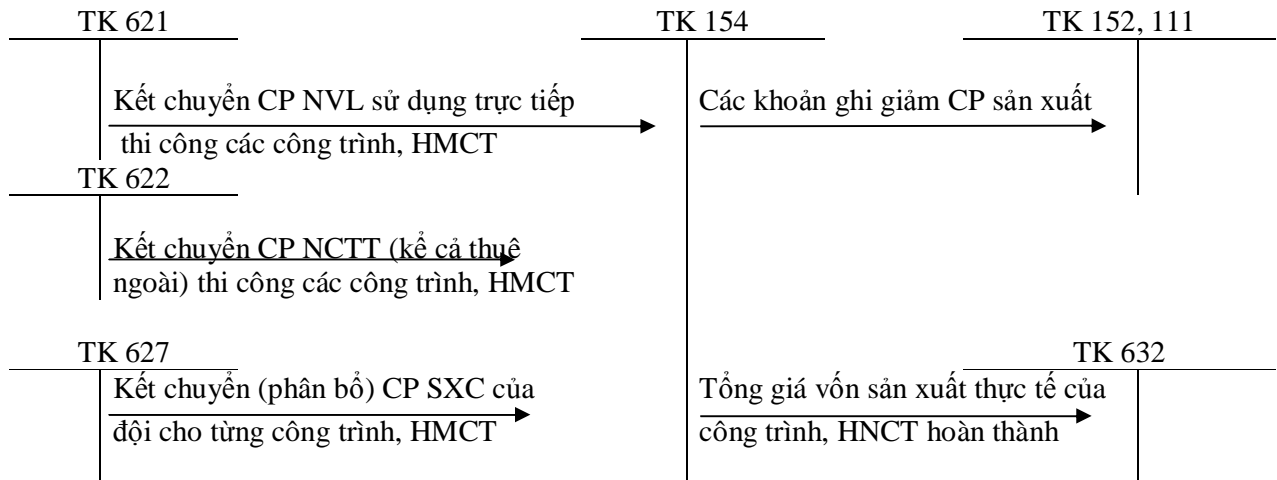 TK 621
TK 154
TK 152, 111
Kết chuyển CP NVL sử dụng trực tiếp
thi công các công trình, HMCT
Các khoản ghi giảm CP sản xuất
TK 622
Kết chuyển CP NCTT (kể cả thuê
ngoài) thi công các công trình, HMCT
TK 627
TK 632
Kết chuyển (phân bổ) CP SXC của
đội cho từng công trình, HMCT
Tổng giá vốn sản xuất thực tế của
công trình, HNCT hoàn thành